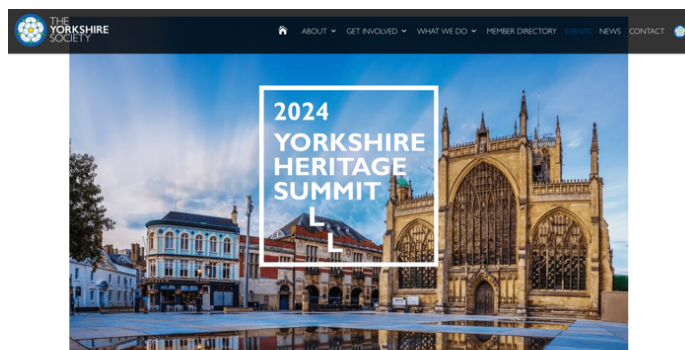 THE
YORKSHIRE
SOCIETY
ABOUT GET INVOLVED WHAT WE DO MEMBER DIRECTORY EVENTS NEWS CONTACT
2024
YORKSHIRE
HERITAGE
SUMMIT